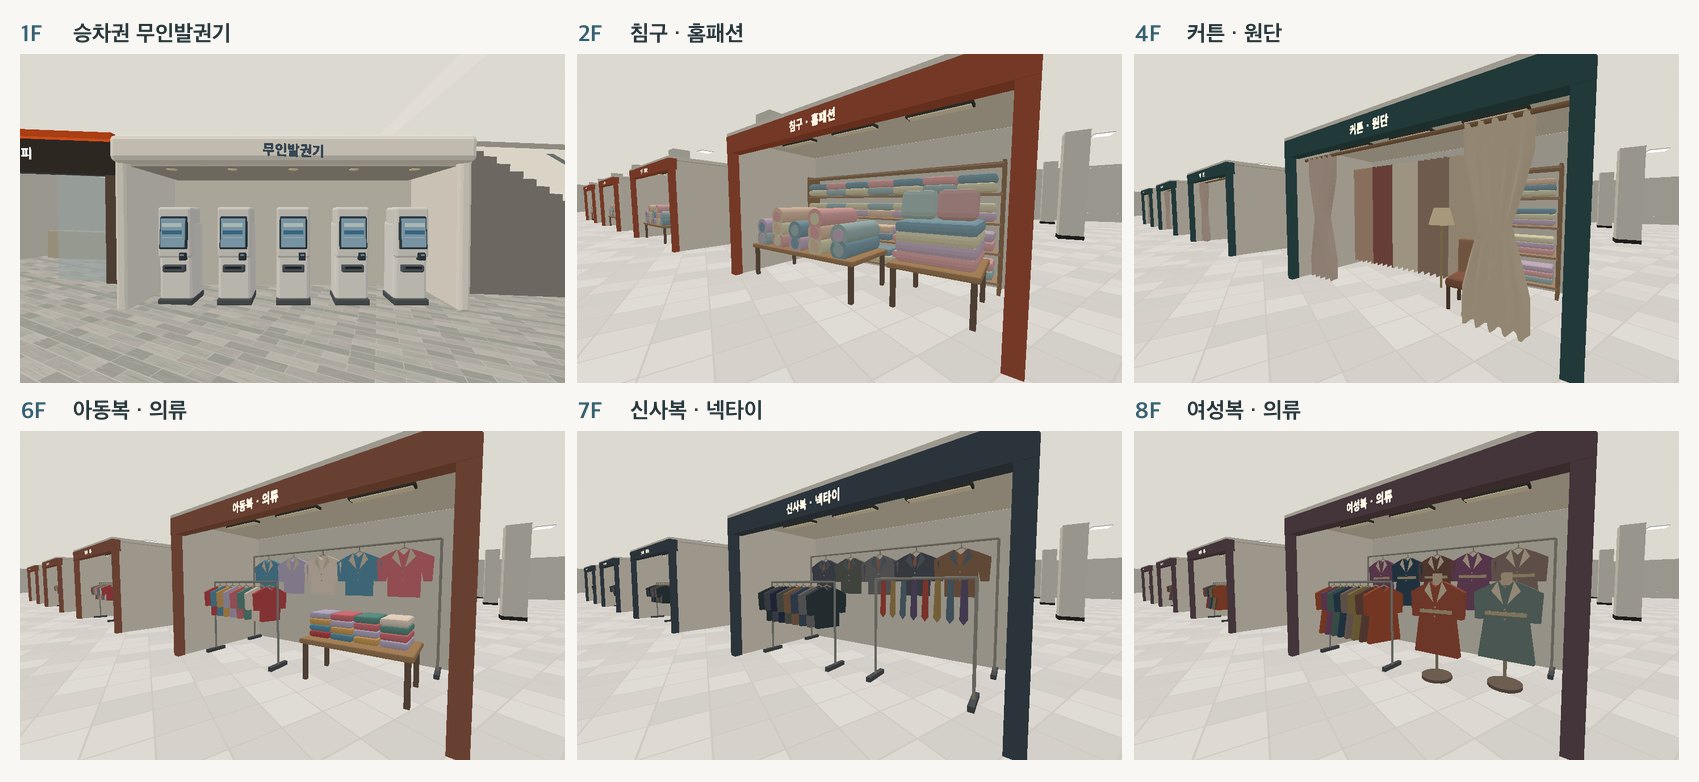 1F 승차권 무인발권기
피
무인발권기
2F 침구 · 홈패션
침구 · 홈패션
4F 커튼 · 원단
커튼 · 원단
6F 아동복 · 의류
아동복 · 의류
7F 신사복 · 넥타이
신사복 · 넥타이
8F 여성복 · 의류
여성복 · 의류